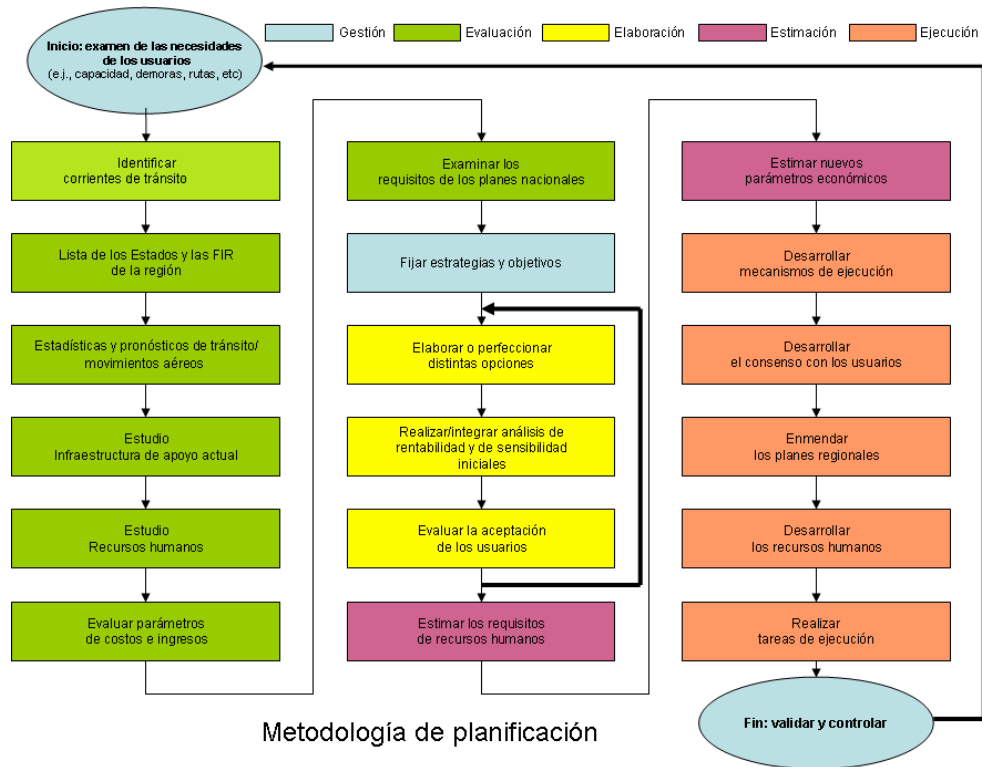 Inicio: examen de las necesidades
de los usuarios
(e.j., capacidad, demoras, rutas, etc)
Gestión
Evaluación
Elaboración
Estimación
Ejecución
Identificar
corrientes de tránsito
Lista de los Estados y las FIR
de la región
Estadísticas y pronósticos de tránsito/
movimientos aéreos
Estudio
Infraestructura de apoyo actual
Estudio
Recursos humanos
Evaluar parámetros
de costos e ingresos
Examinar los
requisitos de los planes nacionales
Fijar estrategias y objetivos
Elaborar o perfeccionar
distintas opciones
Realizar/integrar análisis de
rentabilidad y de sensibilidad
iniciales
Evaluar la aceptación
de los usuarios
Estimar los requisitos
de recursos humanos
Estimar nuevos
parámetros económicos
Desarrollar
mecanismos de ejecución
Desarrollar
el consenso con los usuarios
Enmendar
los planes regionales
Desarrollar
los recursos humanos
Realizar
tareas de ejecución
Fin: validar y controlar
Metodología de planificación